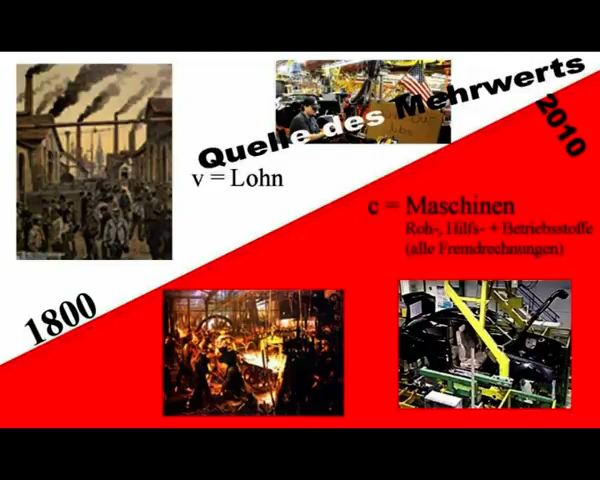 Quelle des Mehrwerts
2010
v = Lohn
c = Maschinen
Roh-, Hilfs- + Betriebsstoffe
(alle Fremdrechnungen)
1800